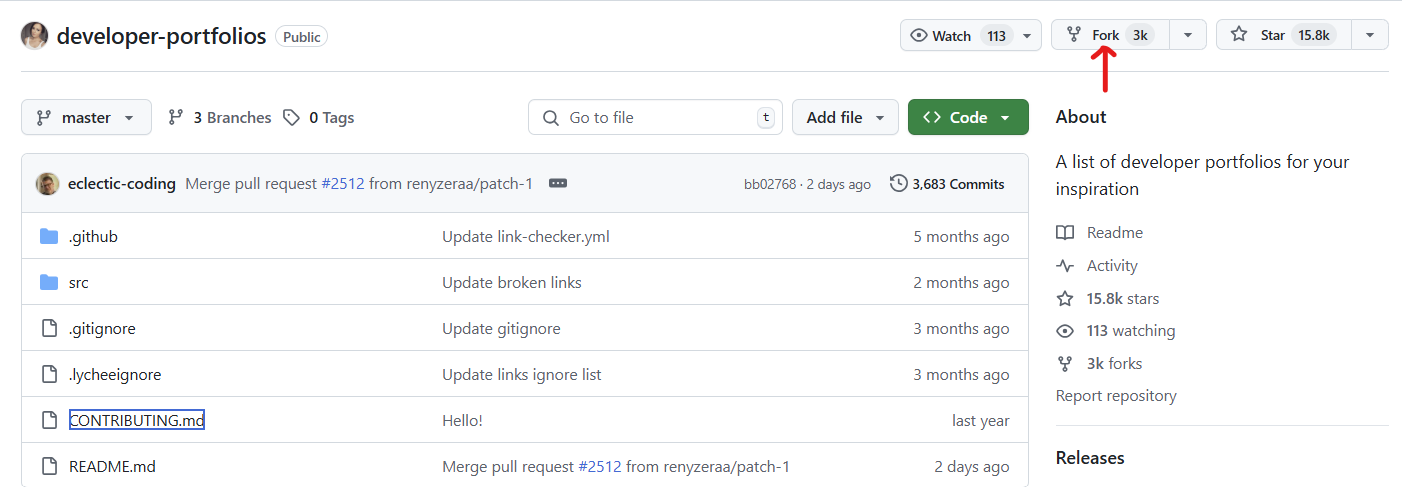 developer-portfolios Public Watch 113 Fork 3k Star 15.8k
master 3 Branches 0 Tags Go to file t Add file <> Code
About
A list of developer portfolios for your
inspiration
eclectic-coding Merge pull request #2512 from renyzeraa/patch-1 bb02768 · 2 days ago 3,683 Commits
.github Update link-checker.yml 5 months ago
src Update broken links 2 months ago
.gitignore Update gitignore 3 months ago
.lycheeignore Update links ignore list 3 months ago
CONTRIBUTING.md Hello! last year
README.md Merge pull request #2512 from renyzeraa/patch-1 2 days ago
Readme
Activity
15.8k stars
113 watching
3k forks
Report repository
Releases